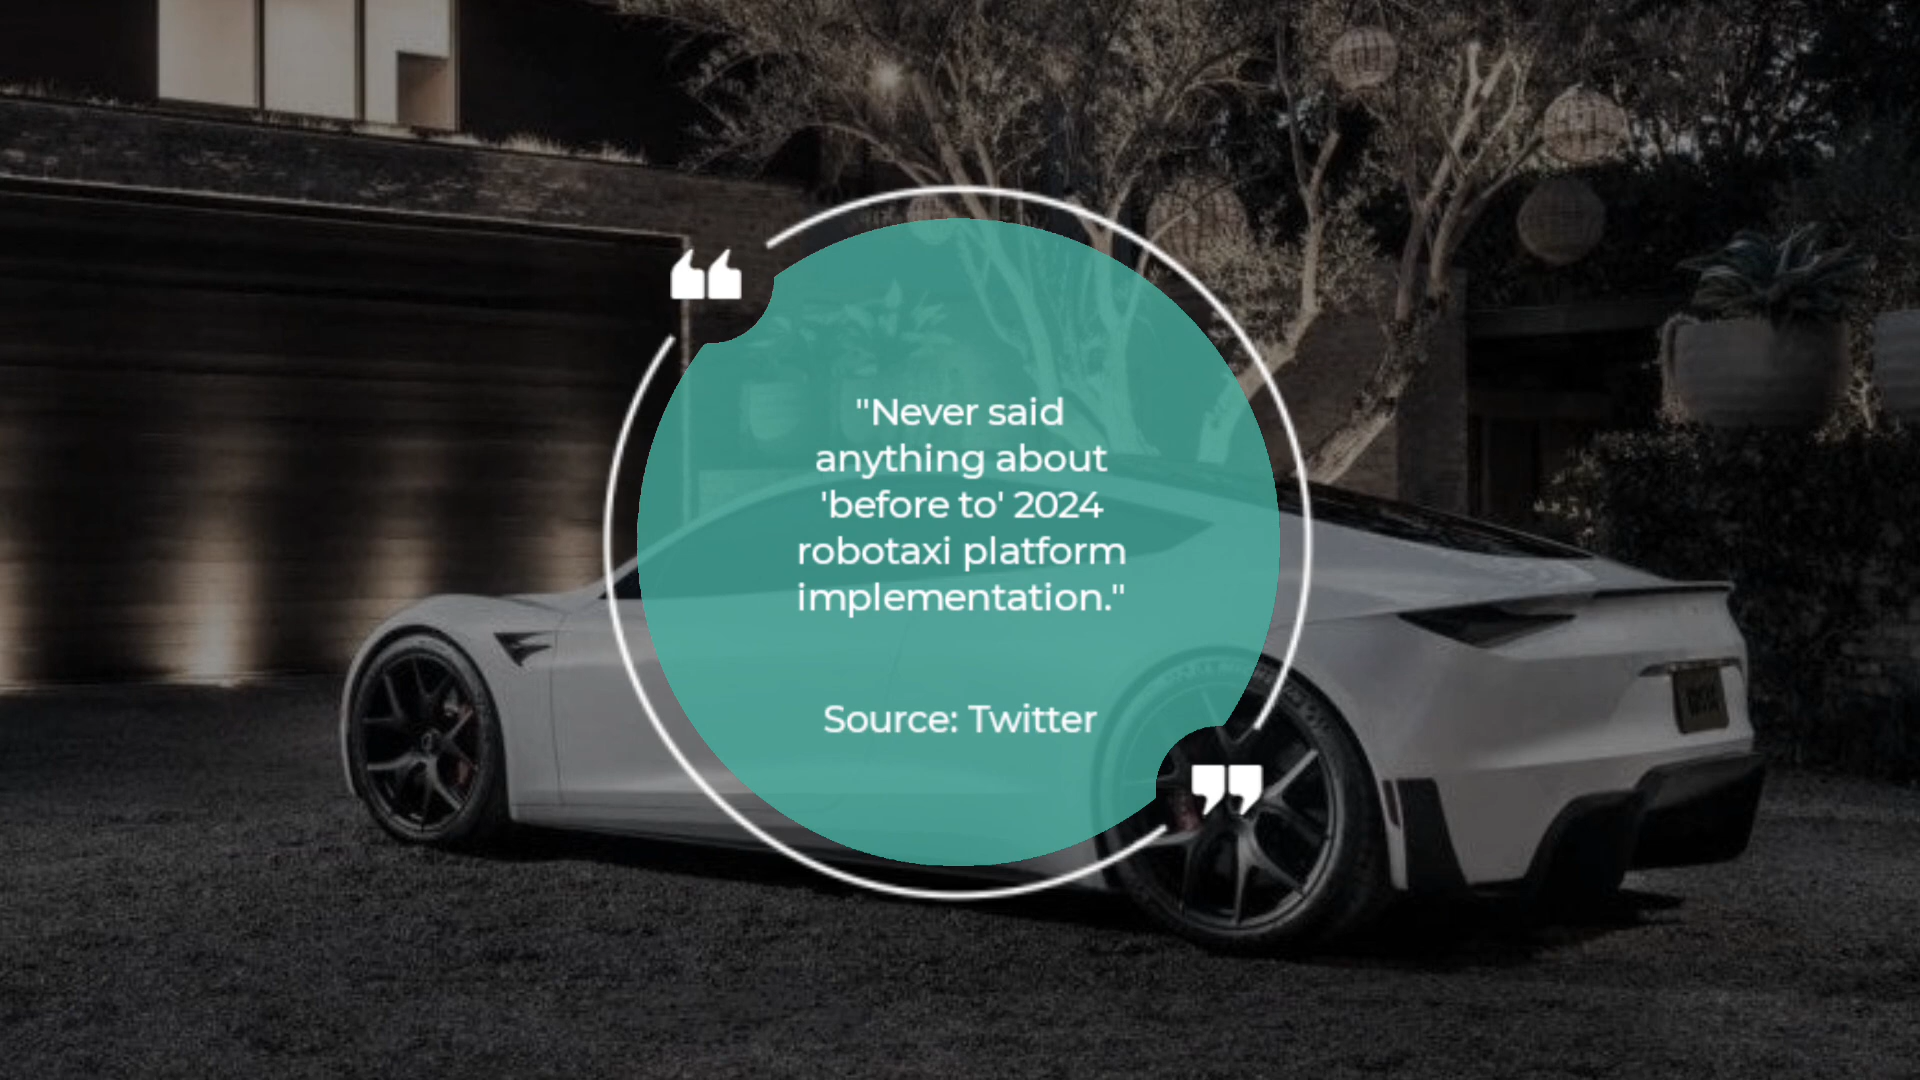 "Never said
anything about
'before to' 2024
robotaxi platform
implementation."
Source: Twitter